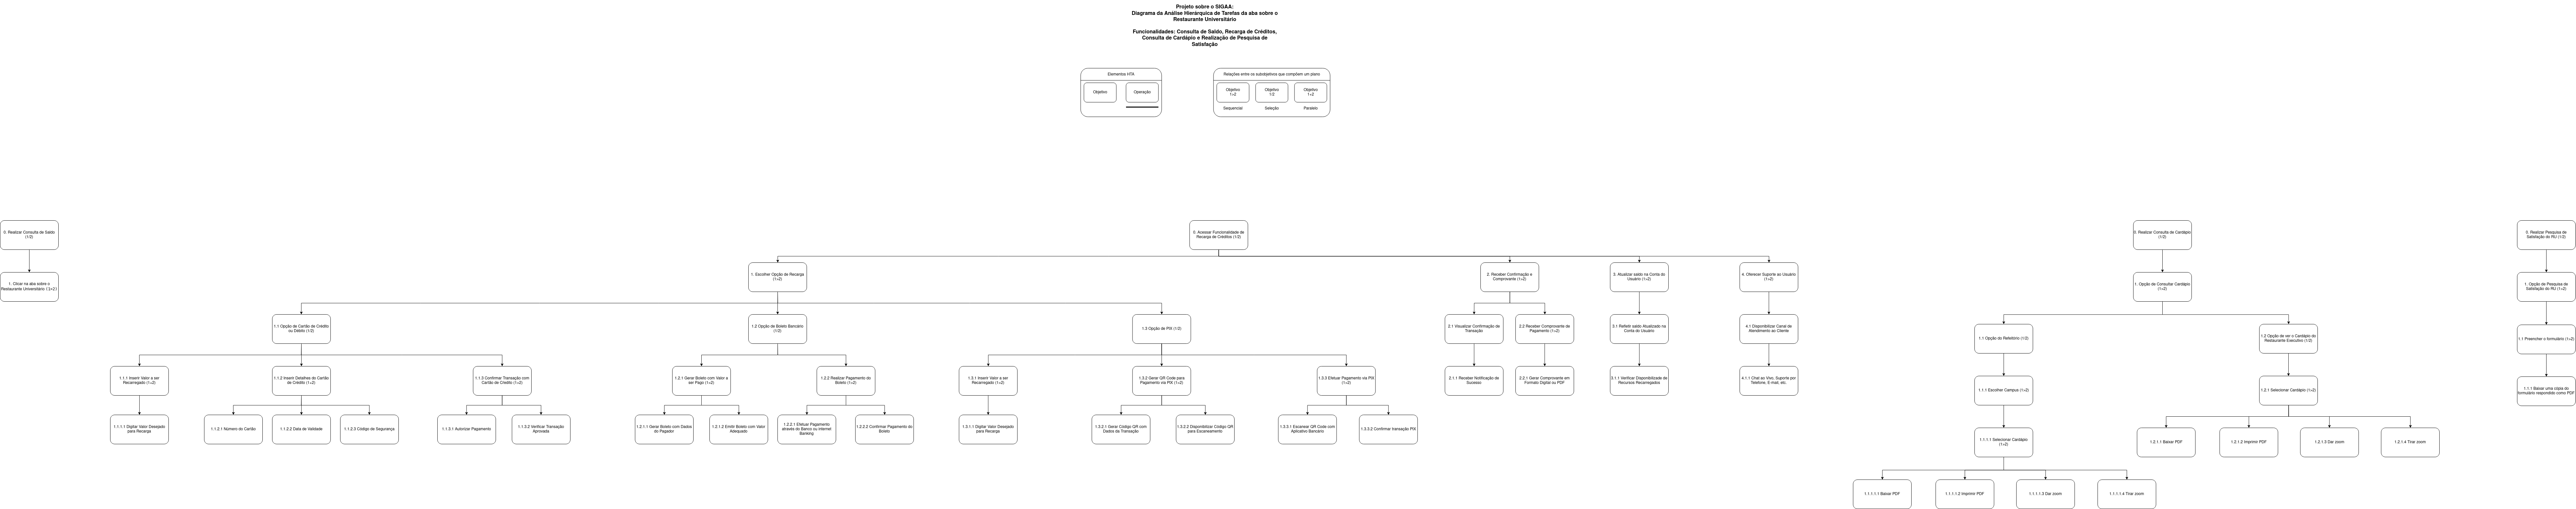 Projeto sobre o SIGAA:
Diagrama da Análise Hierárquica de Tarefas da aba sobre o
Restaurante Universitário
Funcionalidades: Consulta de Saldo, Recarga de Créditos,
Consulta de Cardápio e Realização de Pesquisa de
Satisfação
Elementos HTA
Objetivo
Operação
Relações entre os subobjetivos que compõem um plano
Objetivo
1>2
Objetivo
1/2
Objetivo
1+2
Sequencial
Seleção
Paralelo
0. Realizar Consulta de Saldo
(1/2)
1. Clicar na aba sobre o
Restaurante Universitário (1>2)
0. Acessar Funcionalidade de
Recarga de Créditos (1/2)
1. Escolher Opção de Recarga
(1>2)
1.1 Opção de Cartão de Crédito
ou Débito (1/2)
1.1.1 Inserir Valor a ser
Recarregado (1>2)
1.1.1.1 Digitar Valor Desejado
para Recarga
1.1.2 Inserir Detalhes do Cartão
de Crédito (1>2)
1.1.2.1 Número do Cartão
1.1.2.2 Data de Validade
1.1.2.3 Código de Segurança
1.1.3 Confirmar Transação com
Cartão de Crédito (1>2)
1.1.3.1 Autorizar Pagamento
1.1.3.2 Verificar Transação
Aprovada
1.2 Opção de Boleto Bancário
(1/2)
1.2.1 Gerar Boleto com Valor a
ser Pago (1>2)
1.2.1.1 Gerar Boleto com Dados
do Pagador
1.2.1.2 Emitir Boleto com Valor
Adequado
1.2.2 Realizar Pagamento do
Boleto (1>2)
1.2.2.1 Efetuar Pagamento
através do Banco ou internet
Banking
1.2.2.2 Confirmar Pagamento do
Boleto
1.3 Opção de PIX (1/2)
1.3.1 Inserir Valor a ser
Recarregado (1>2)
1.3.1.1 Digitar Valor Desejado
para Recarga
1.3.2 Gerar QR Code para
Pagamento via PIX (1>2)
1.3.2.1 Gerar Código QR com
Dados da Transação
1.3.2.2 Disponibilizar Código QR
para Escaneamento
1.3.3 Efetuar Pagamento via PIX
(1>2)
1.3.3.1 Escanear QR Code com
Aplicativo Bancário
1.3.3.2 Confirmar transação PIX
2. Receber Confirmação e
Comprovante (1>2)
2.1 Visualizar Confirmação de
Transação
2.1.1 Receber Notificação de
Sucesso
2.2 Receber Comprovante de
Pagamento (1>2)
2.2.1 Gerar Comprovante em
Formato Digital ou PDF
3. Atualizar saldo na Conta do
Usuário (1>2)
3.1 Refletir saldo Atualizado na
Conta do Usuário
3.1.1 Verificar Disponibilidade de
Recursos Recarregados
4. Oferecer Suporte ao Usuário
(1>2)
4.1 Disponibilizar Canal de
Atendimento ao Cliente
4.1.1 Chat ao Vivo, Suporte por
Telefone, E-mail, etc.
0. Realizar Consulta de Cardápio
(1/2)
1. Opção de Consultar Cardápio
(1>2)
1.1 Opção do Refeitório (1/2)
1.1.1 Escolher Campus (1>2)
1.1.1.1 Selecionar Cardápio
(1>2)
1.1.1.1.1 Baixar PDF
1.1.1.1.2 Imprimir PDF
1.1.1.1.3 Dar zoom
1.1.1.1.4 Tirar zoom
1.2 Opção de ver o Cardápio do
Restaurante Executivo (1/2)
1.2.1 Selecionar Cardápio (1>2)
1.2.1.1 Baixar PDF
1.2.1.2 Imprimir PDF
1.2.1.3 Dar zoom
1.2.1.4 Tirar zoom
0. Realizar Pesquisa de
Satisfação do RU (1/2)
1. Opção de Pesquisa de
Satisfação do RU (1>2)
1.1 Preencher o formulário (1>2)
1.1.1 Baixar uma cópia do
formulário respondido como PDF